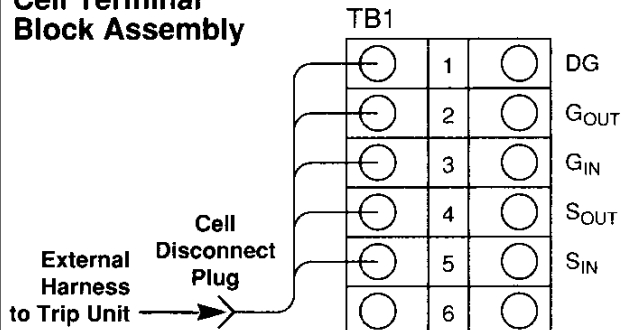 Cell Terminal
Block Assembly
TB1
1 DG
2 GOUT
3 GIN
4 SOUT
5 SIN
6
Cell
Disconnect
Plug
External
Harness
to Trip Unit